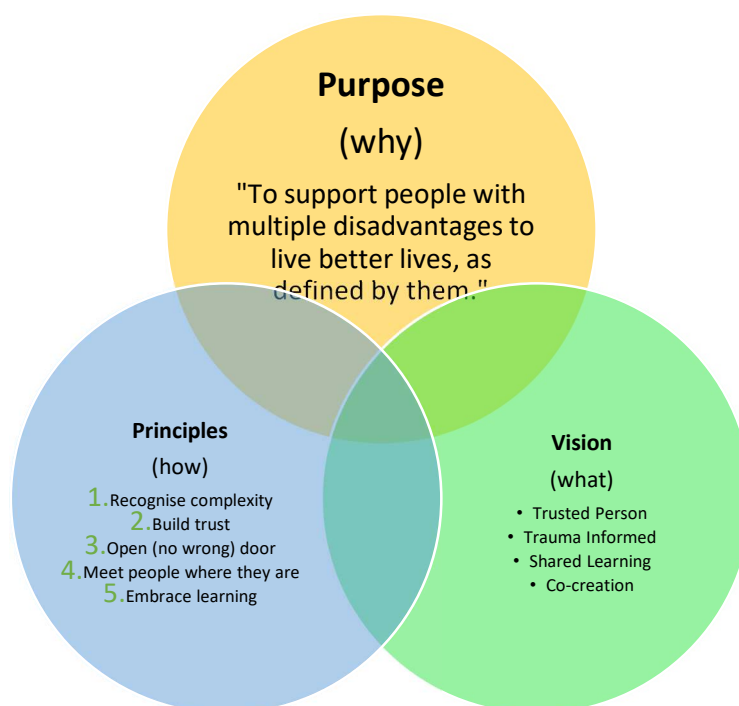 Purpose
(why)
"To support people with
multiple disadvantages to
live better lives, as
defined by them."
Principles
(how)
1.Recognise complexity
2.Build trust
3.Open (no wrong) door
4.Meet people where they are
5.Embrace learning
Vision
(what)
• Trusted Person
• Trauma Informed
• Shared Learning
• Co-creation